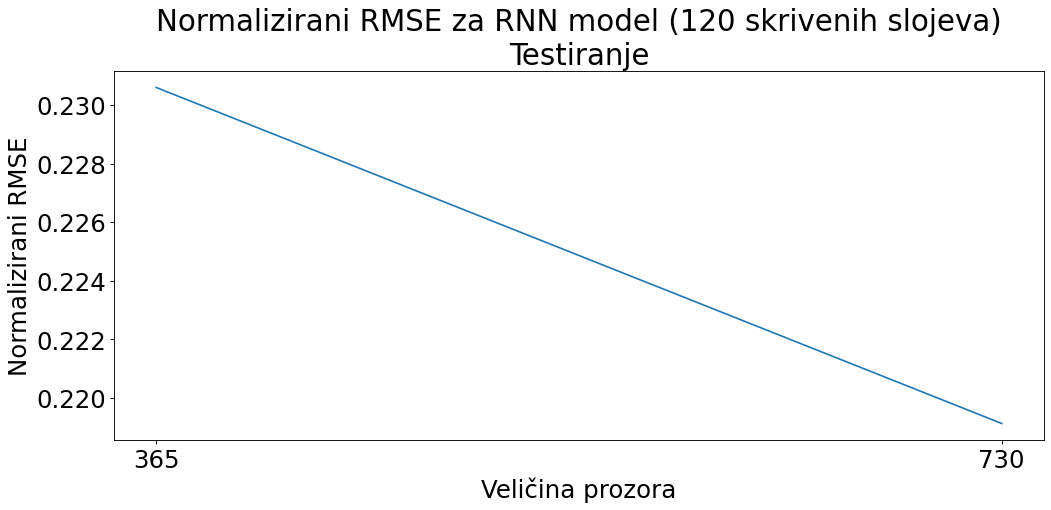 Normalizirani RMSE za RNN model (120 skrivenih slojeva)
Testiranje
Normalizirani RMSE
0.230
0.228
0.226
0.224
0.222
0.220
365
730
Veličina prozora